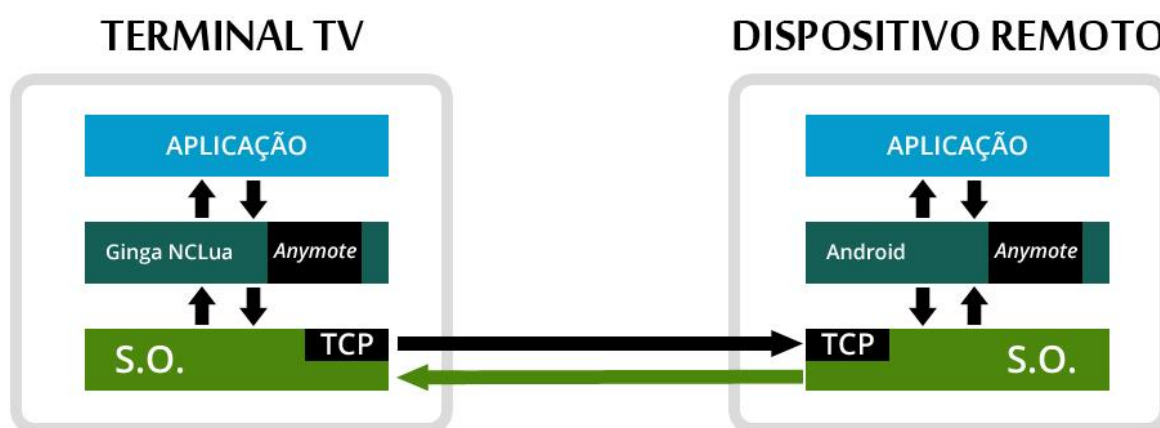 TERMINAL TV
DISPOSITIVO REMOTO
APLICAÇÃO
Ginga NCLua
Anymote
TCP
S.O.
APLICAÇÃO
Android
Anymote
TCP
S.O.